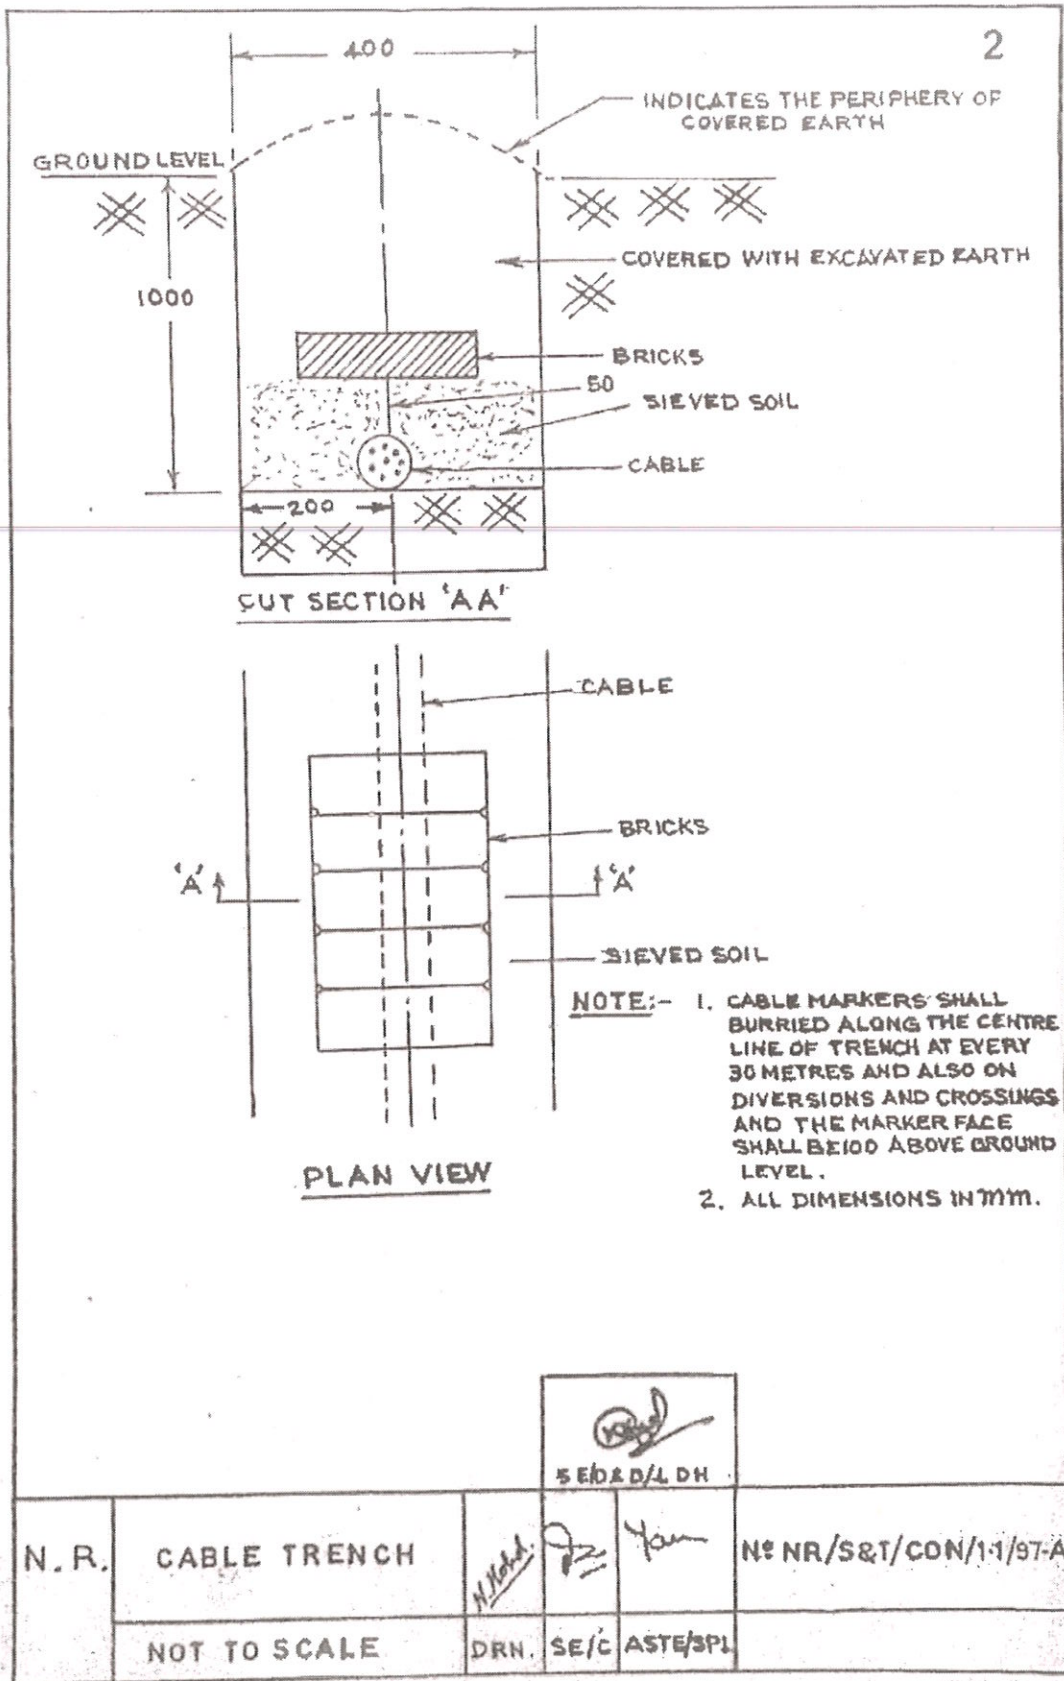 2
400
INDICATES THE PERIPHERY OF
COVERED EARTH
GROUND LEVEL
COVERED WITH EXCAVATED EARTH
1000
BRICKS
50
SIEVED SOIL
CABLE
200
CUT SECTION 'AA'
CABLE
BRICKS
'A' 'A'
SIEVED SOIL
NOTE:- 1. CABLE MARKERS SHALL
BURRIED ALONG THE CENTRE
LINE OF TRENCH AT EVERY
30 METRES AND ALSO ON
DIVERSIONS AND CROSSINGS
AND THE MARKER FACE
SHALL BE 100 ABOVE GROUND
LEVEL.
PLAN VIEW
2. ALL DIMENSIONS IN mm.
SE/D&D/LDH
N.R. CABLE TRENCH Nº NR/S&T/CON/1-1/97-A
NOT TO SCALE DRN. SE/C ASTE/SPL